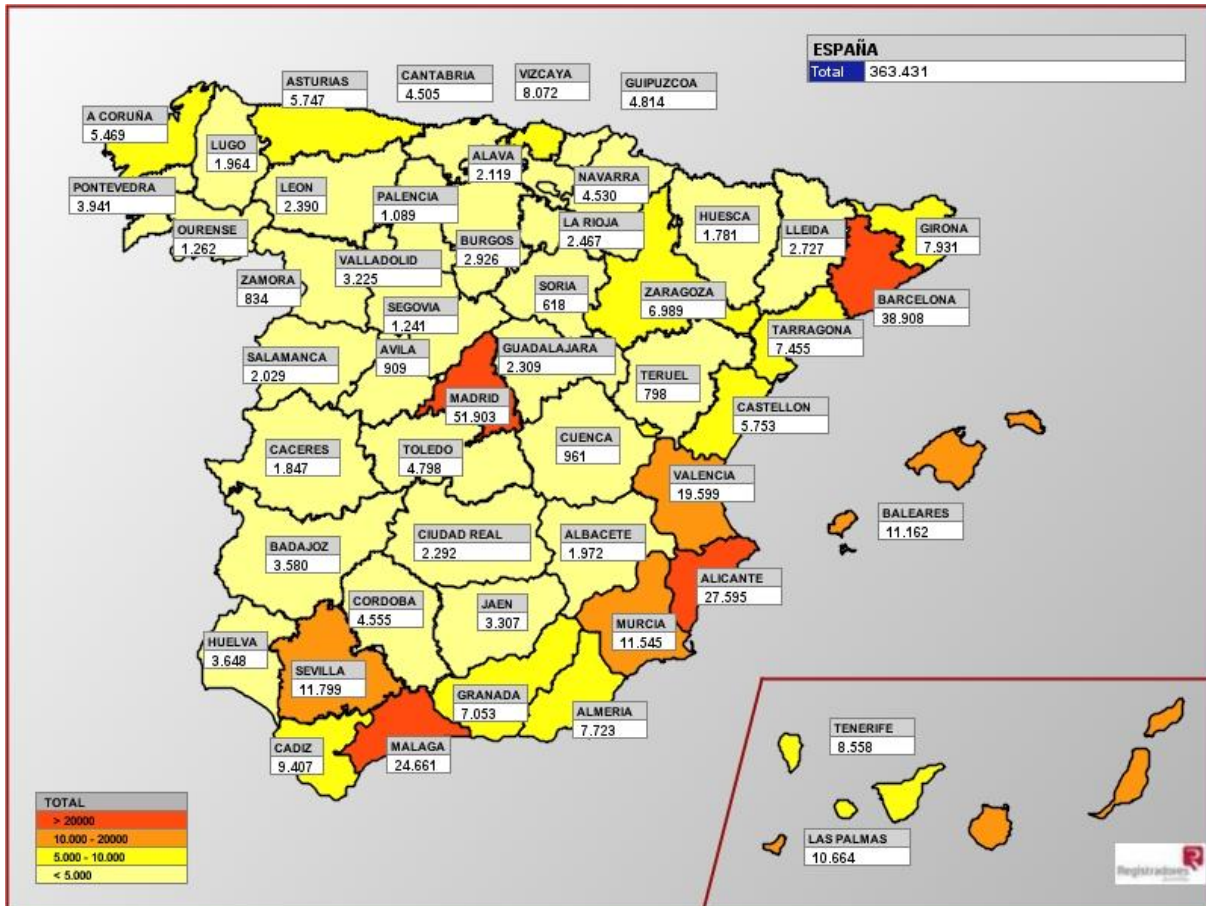 ESPAÑA
Total 363.431
ASTURIAS
5.747
CANTABRIA
4.505
VIZCAYA
8.072
GUIPUZCOA
4.814
A CORUÑA
5.469
LUGO
1.964
ALAVA
2.119
NAVARRA
4.530
PONTEVEDRA
3.941
LEON
2.390
PALENCIA
1.089
OURENSE
1.262
BURGOS
2.926
LA RIOJA
2.467
HUESCA
1.781
LLEIDA
2.727
GIRONA
7.931
VALLADOLID
3.225
ZAMORA
834
SORIA
618
ZARAGOZA
6.989
BARCELONA
38.908
SEGOVIA
1.241
TARRAGONA
7.455
SALAMANCA
2.029
AVILA
909
GUADALAJARA
2.309
TERUEL
798
MADRID
51.903
CASTELLON
5.753
CACERES
1.847
TOLEDO
4.798
CUENCA
961
VALENCIA
19.599
BALEARES
11.162
BADAJOZ
3.580
CIUDAD REAL
2.292
ALBACETE
1.972
ALICANTE
27.595
CORDOBA
4.555
JAEN
3.307
MURCIA
11.545
HUELVA
3.648
SEVILLA
11.799
GRANADA
7.053
ALMERIA
7.723
CADIZ
9.407
MALAGA
24.661
TENERIFE
8.558
LAS PALMAS
10.664
TOTAL
> 20000
10.000 - 20000
5.000 - 10.000
< 5.000
Registradores